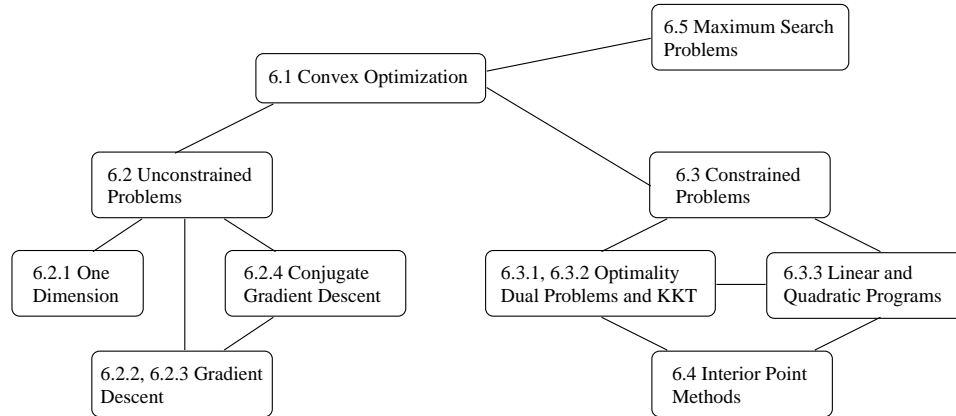 6.5 Maximum Search
Problems
6.1 Convex Optimization
6.2 Unconstrained
Problems
6.3 Constrained
Problems
6.2.1 One
Dimension
6.2.4 Conjugate
Gradient Descent
6.3.1, 6.3.2 Optimality
Dual Problems and KKT
6.3.3 Linear and
Quadratic Programs
6.2.2, 6.2.3 Gradient
Descent
6.4 Interior Point
Methods